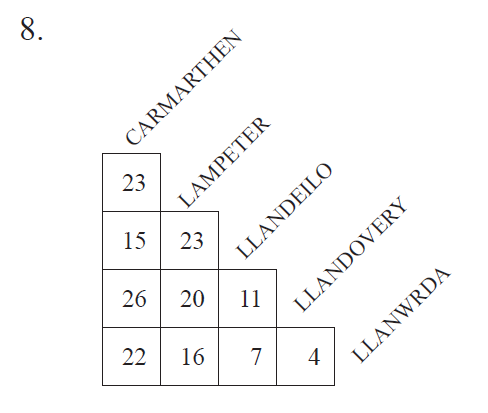 8.
CARMARTHEN
23 LAMPETER
15 23 LLANDEILO
26 20 11 LLANDOVERY
22 16 7 4 LLANWRDA